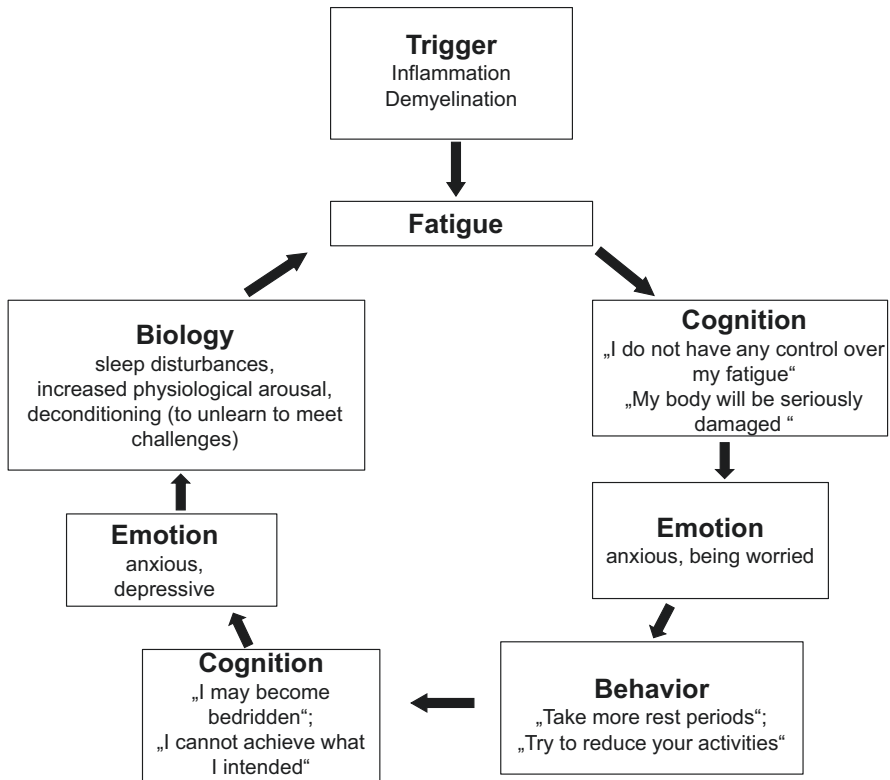 Trigger
Inflammation
Demyelination
Fatigue
Cognition
„I do not have any control over
my fatigue“
„My body will be seriously
damaged “
Emotion
anxious, being worried
Behavior
„Take more rest periods“;
„Try to reduce your activities“
Cognition
„I may become
bedridden“;
„I cannot achieve what
I intended“
Emotion
anxious,
depressive
Biology
sleep disturbances,
increased physiological arousal,
deconditioning (to unlearn to meet
challenges)